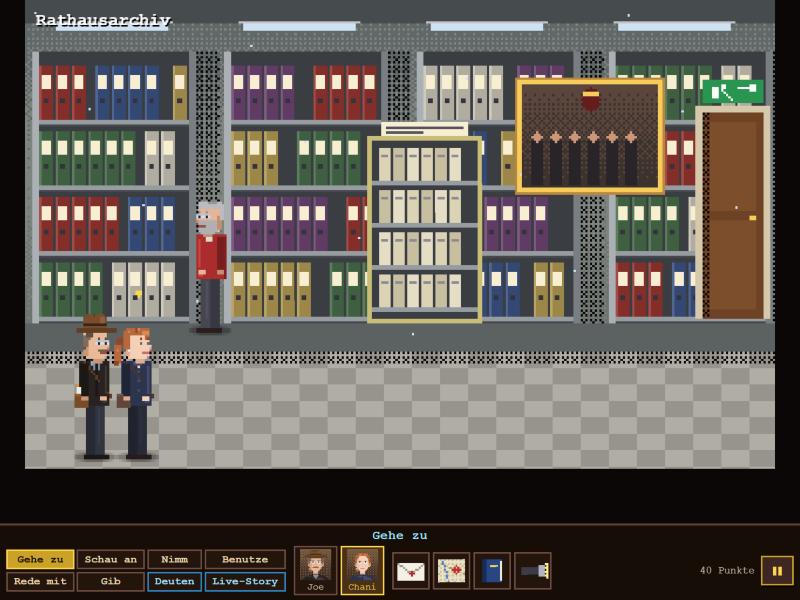 Rathausarchiv
Gehe zu
Gehe zu
Schau an
Nimm
Benutze
Rede mit
Gib
Deuten
Live-Story
Joe
Chani
40 Punkte